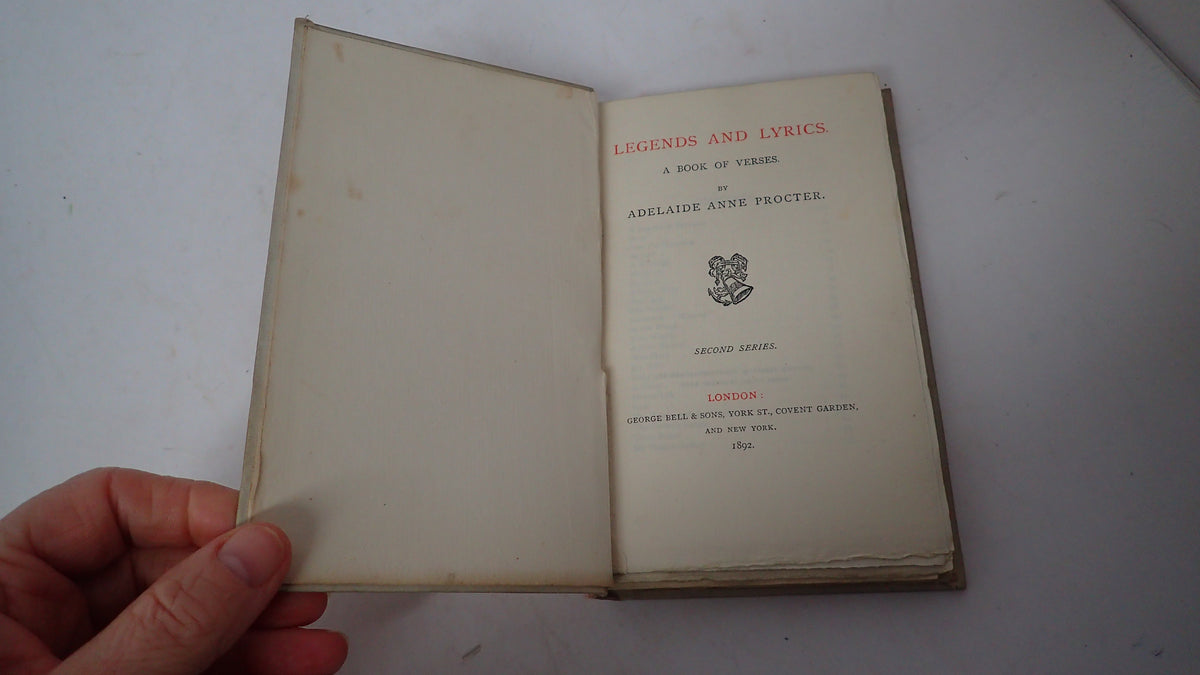 LEGENDS AND LYRICS.
A BOOK OF VERSES.
BY
ADELAIDE ANNE PROCTER.
SECOND SERIES.
LONDON:
GEORGE BELL & SONS, YORK ST., COVENT GARDEN,
AND NEW YORK.
1892.